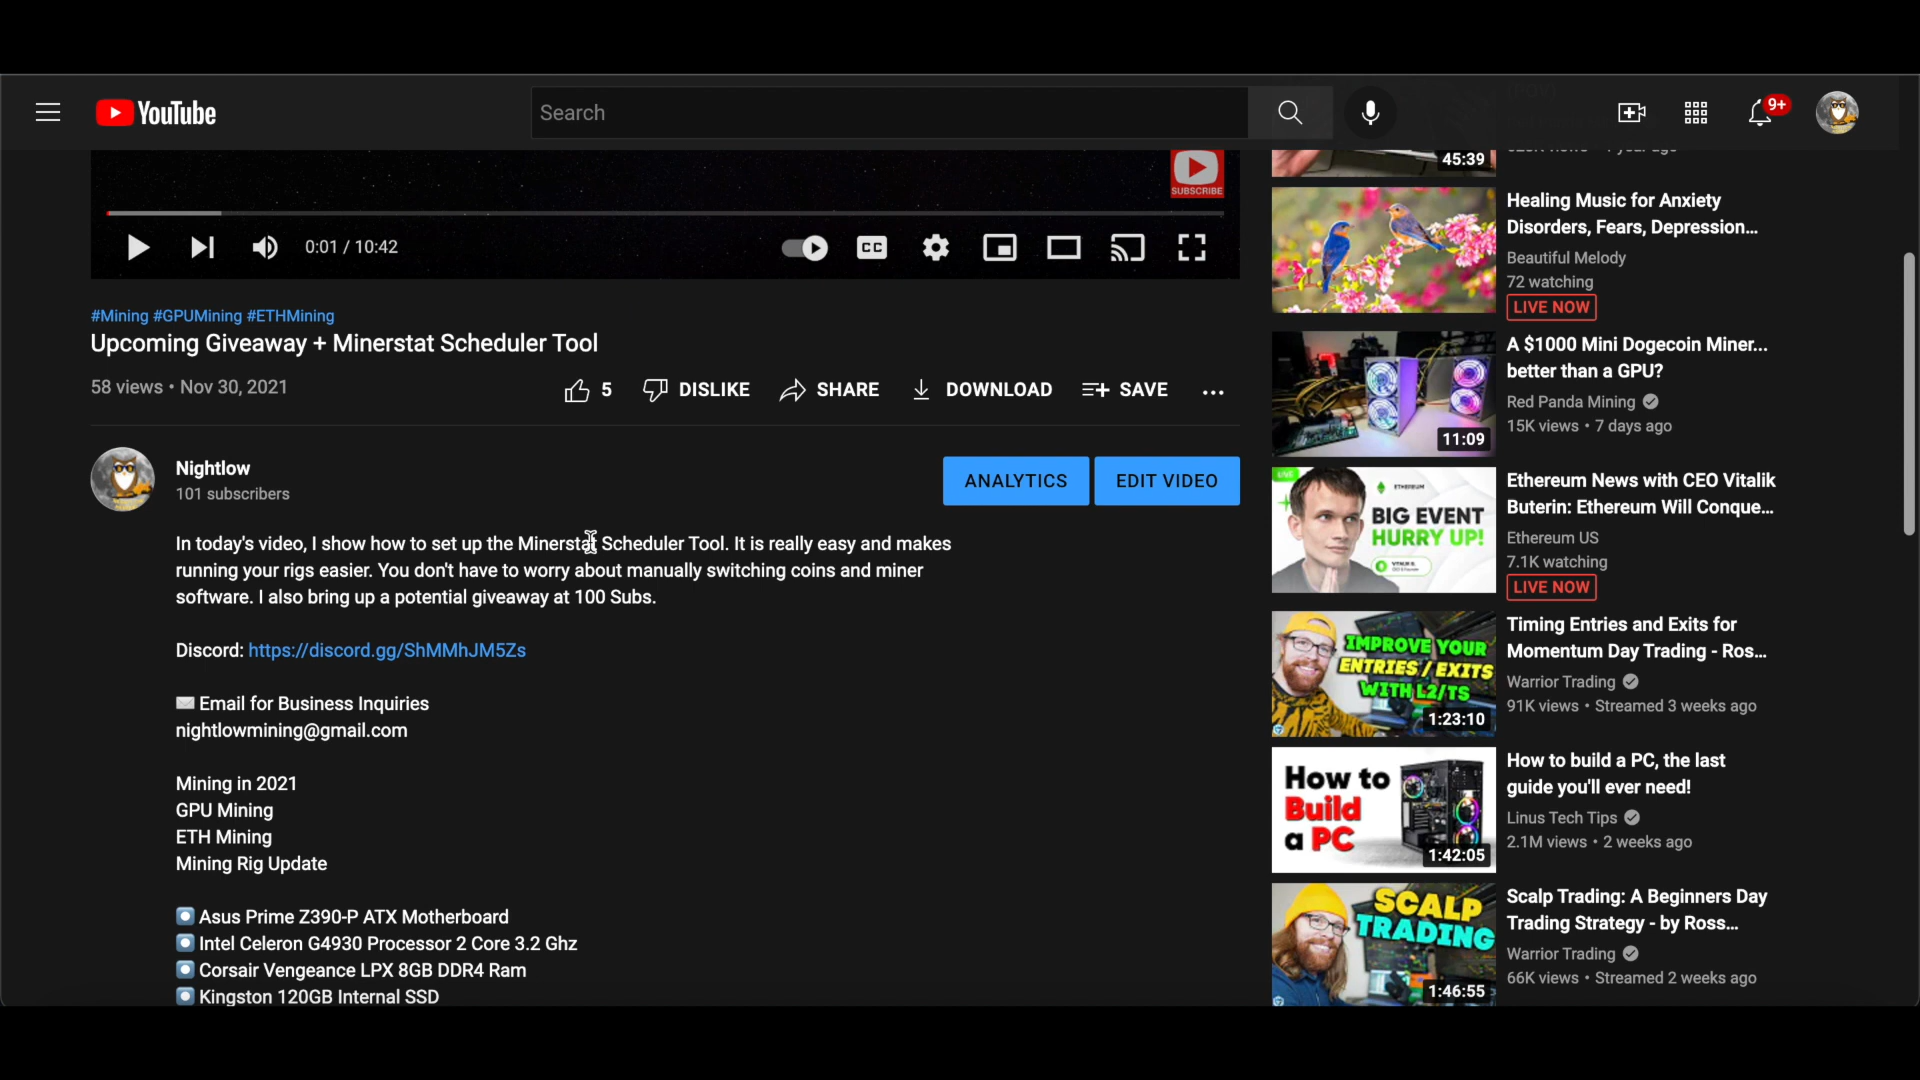 YouTube
Search
9+
SUBSCRIBE
0:01 / 10:42
CC
#Mining #GPUMining #ETHMining
Upcoming Giveaway + Minerstat Scheduler Tool
58 views • Nov 30, 2021
5 DISLIKE SHARE DOWNLOAD SAVE
Nightlow
101 subscribers
ANALYTICS
EDIT VIDEO
In today's video, I show how to set up the Minerstat Scheduler Tool. It is really easy and makes
running your rigs easier. You don't have to worry about manually switching coins and miner
software. I also bring up a potential giveaway at 100 Subs.
Discord: https://discord.gg/ShMMhJM5Zs
Email for Business Inquiries
nightlowmining@gmail.com
Mining in 2021
GPU Mining
ETH Mining
Mining Rig Update
Asus Prime Z390-P ATX Motherboard
Intel Celeron G4930 Processor 2 Core 3.2 Ghz
Corsair Vengeance LPX 8GB DDR4 Ram
Kingston 120GB Internal SSD
45:39
Healing Music for Anxiety
Disorders, Fears, Depression...
Beautiful Melody
72 watching
LIVE NOW
11:09
A $1000 Mini Dogecoin Miner...
better than a GPU?
Red Panda Mining
15K views • 7 days ago
LIVE
ETHEREUM
BIG EVENT
HURRY UP!
Ethereum News with CEO Vitalik
Buterin: Ethereum Will Conque...
Ethereum US
7.1K watching
LIVE NOW
IMPROVE YOUR
ENTRIES / EXITS
WITH L2/TS
1:23:10
Timing Entries and Exits for
Momentum Day Trading - Ros...
Warrior Trading
91K views • Streamed 3 weeks ago
How to
Build
a PC
1:42:05
How to build a PC, the last
guide you'll ever need!
Linus Tech Tips
2.1M views • 2 weeks ago
SCALP
TRADING
1:46:55
Scalp Trading: A Beginners Day
Trading Strategy - by Ross...
Warrior Trading
66K views • Streamed 2 weeks ago